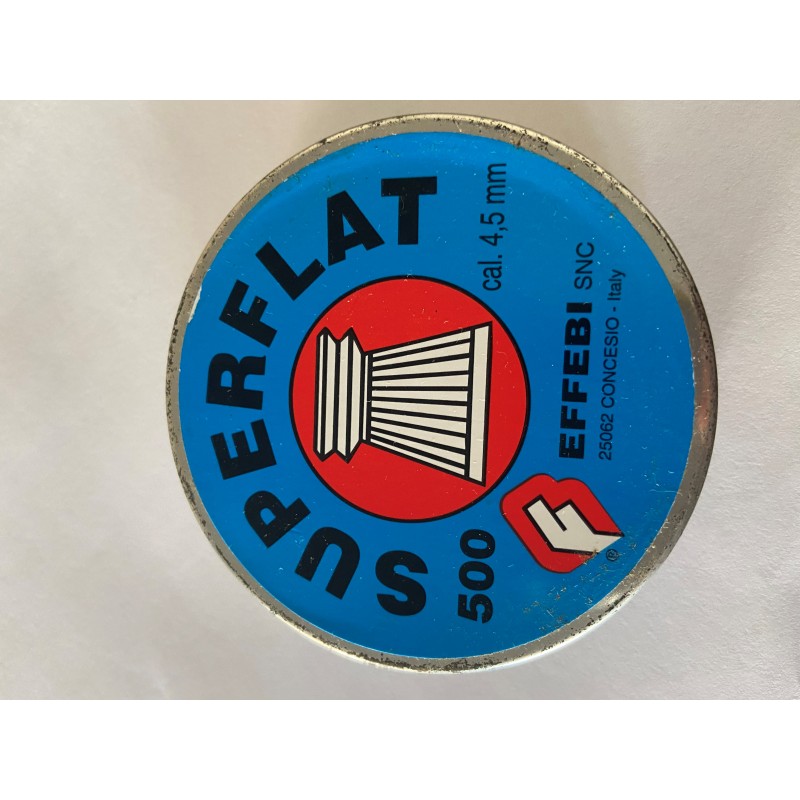 SUPERFLAT
500
cal. 4,5 mm
EFFEBI SNC
25062 CONCESIO - Italy
®